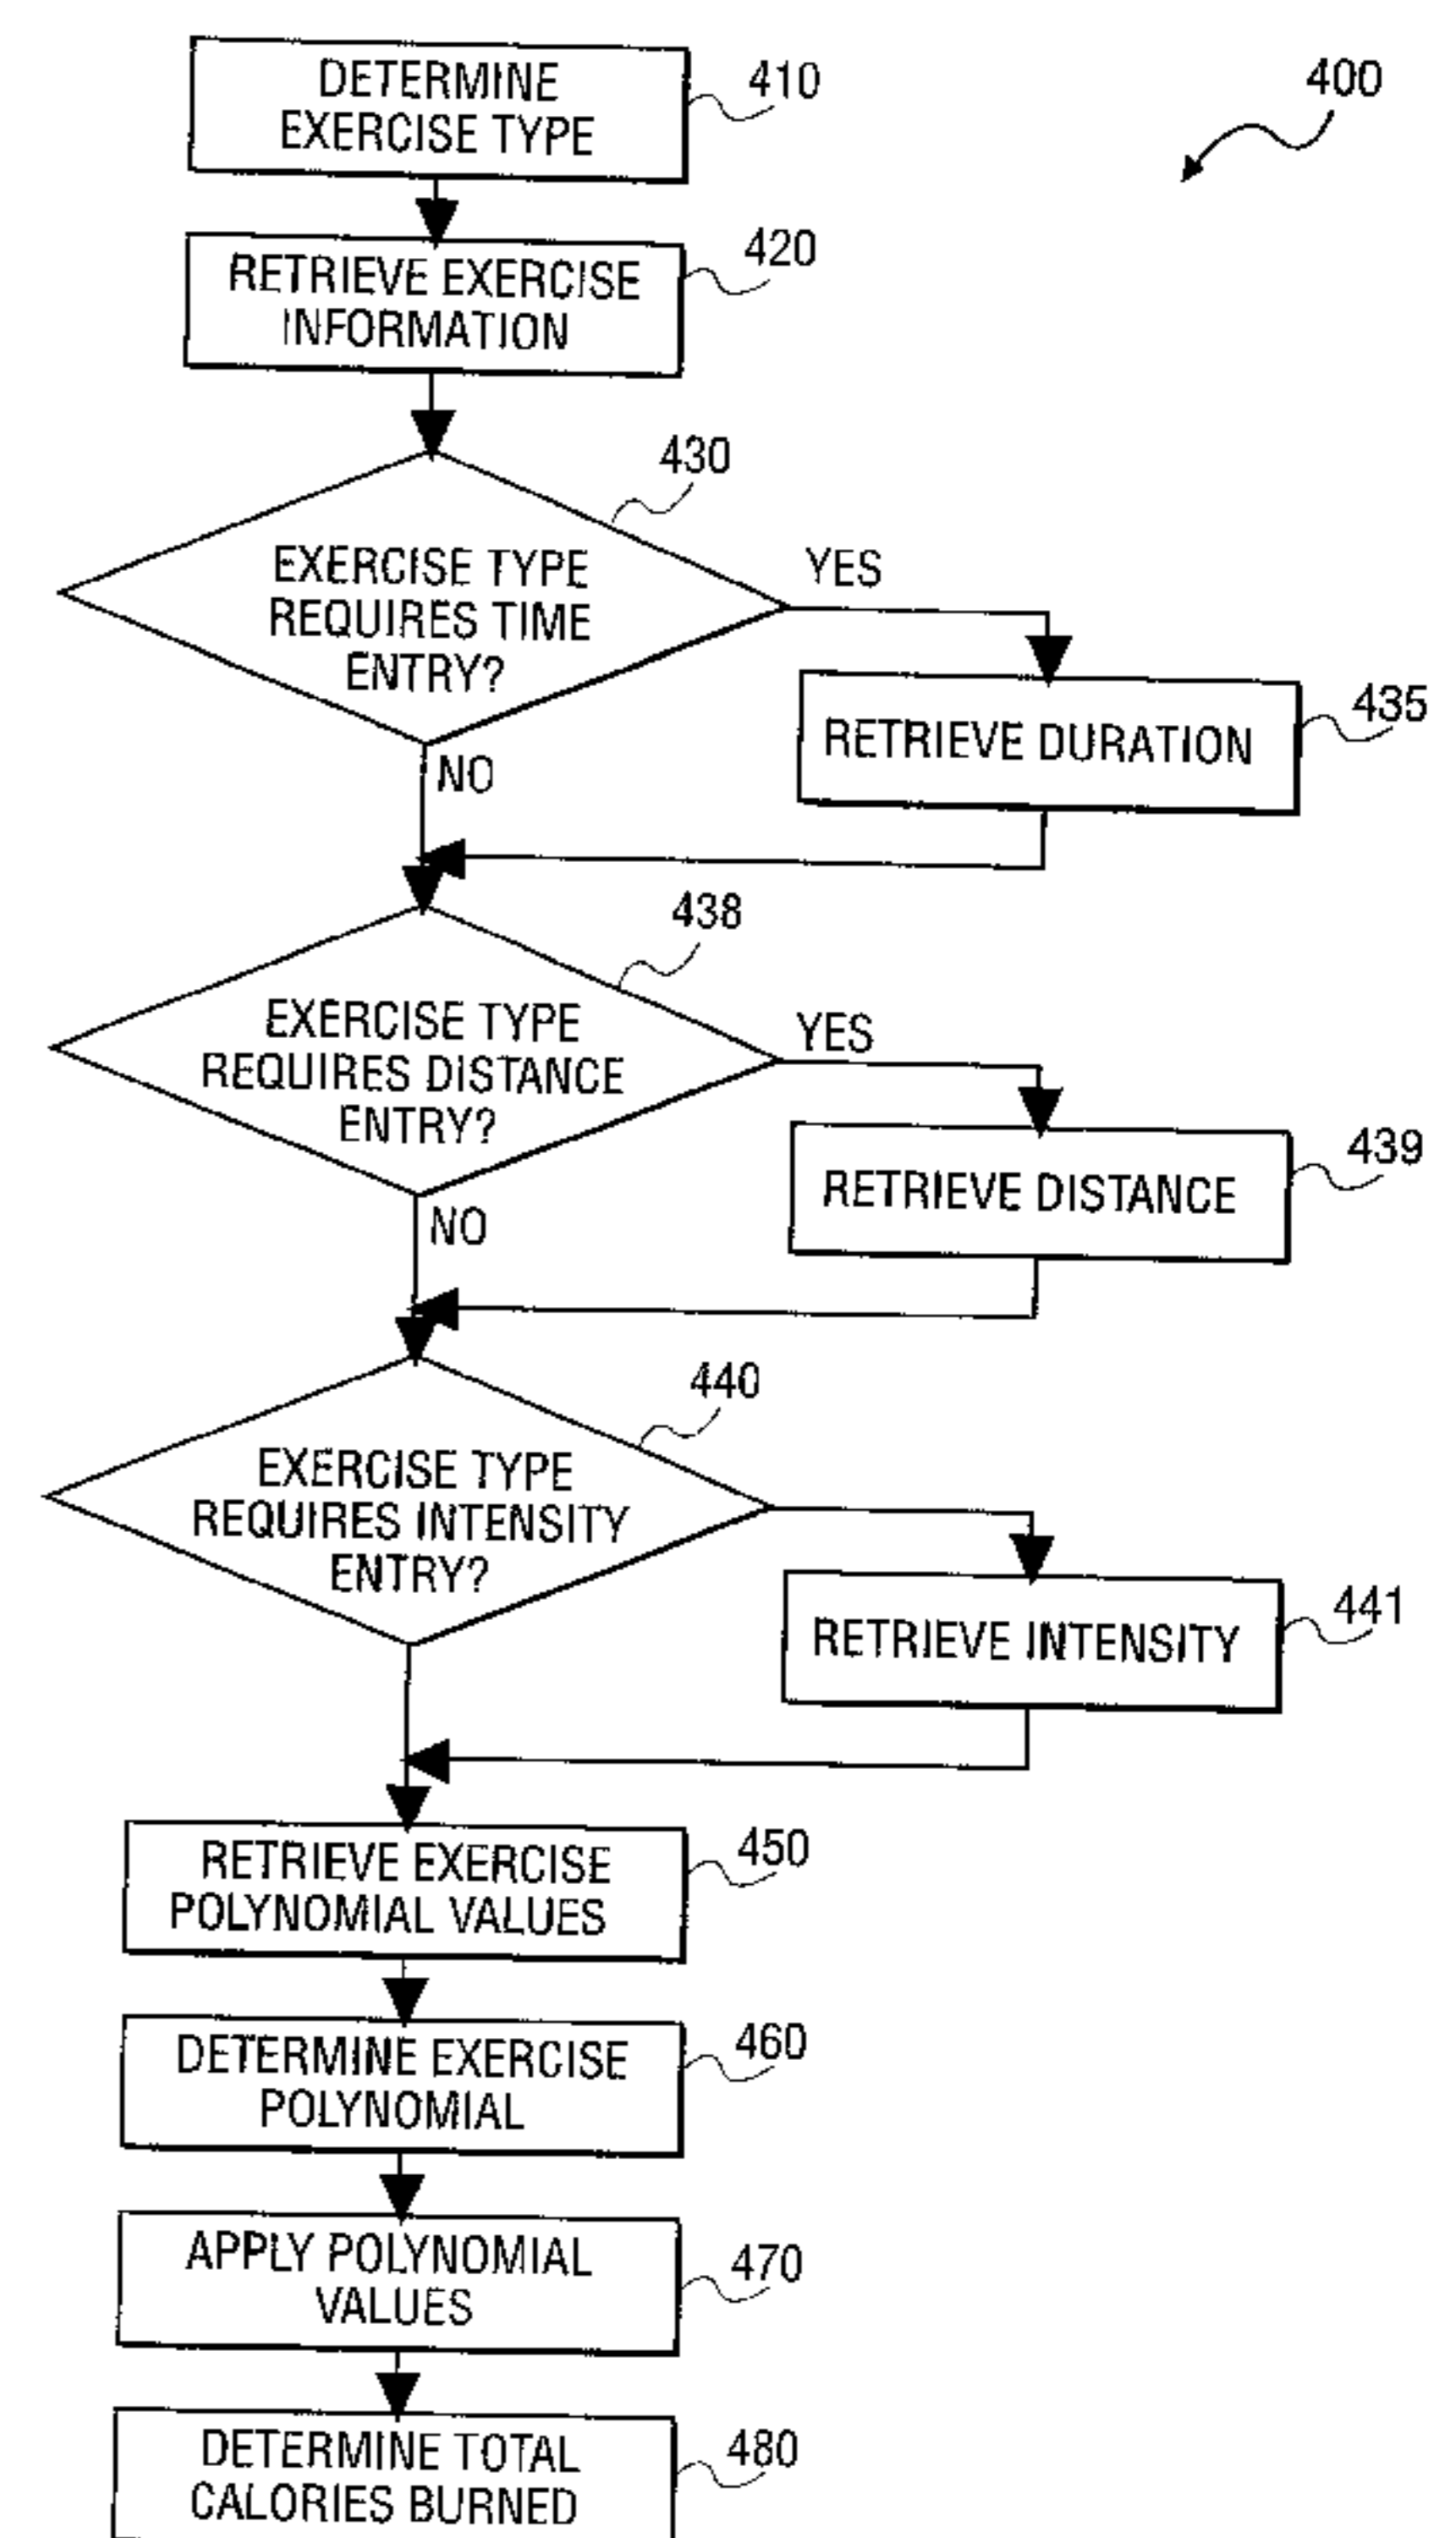 DETERMINE
EXERCISE TYPE
410
400
RETRIEVE EXERCISE
INFORMATION
420
430
EXERCISE TYPE
REQUIRES TIME
ENTRY?
YES
RETRIEVE DURATION
435
NO
438
EXERCISE TYPE
REQUIRES DISTANCE
ENTRY?
YES
RETRIEVE DISTANCE
439
NO
440
EXERCISE TYPE
REQUIRES INTENSITY
ENTRY?
RETRIEVE INTENSITY
441
RETRIEVE EXERCISE
POLYNOMIAL VALUES
450
DETERMINE EXERCISE
POLYNOMIAL
460
APPLY POLYNOMIAL
VALUES
470
DETERMINE TOTAL
CALORIES BURNED
480